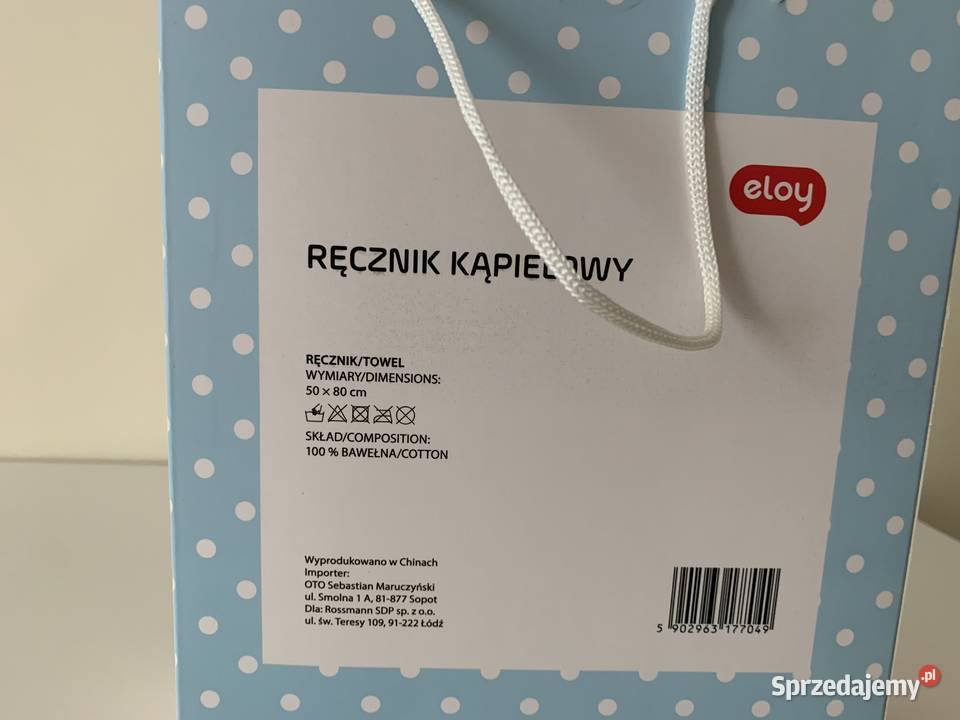 eloy
RĘCZNIK KĄPIELOWY
RĘCZNIK/TOWEL
WYMIARY/DIMENSIONS:
50 × 80 cm
SKŁAD/COMPOSITION:
100 % BAWEŁNA/COTTON
Wyprodukowano w Chinach
Importer:
OTO Sebastian Maruczyński
ul. Smolna 1 A, 81-877 Sopot
Dla: Rossmann SDP sp. z o.o.
ul. św. Teresy 109, 91-222 Łódź
5 902963 177049
Sprzedajemy.pl